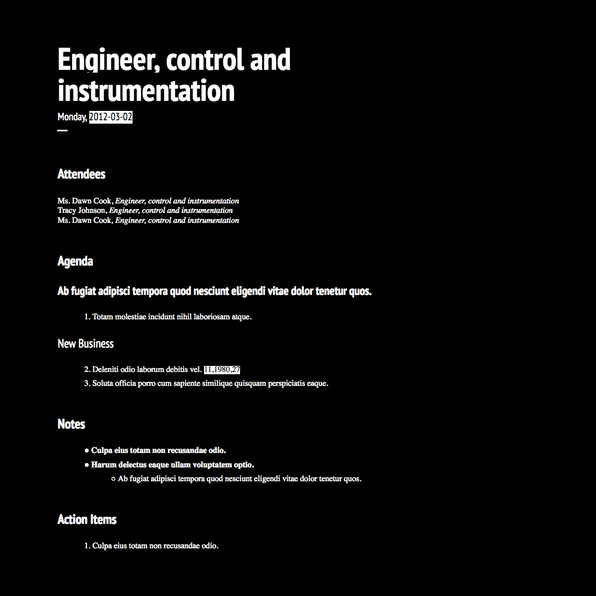 Engineer, control and
instrumentation
Monday, 2012-03-02
Attendees
Ms. Dawn Cook, Engineer, control and instrumentation
Tracy Johnson, Engineer, control and instrumentation
Ms. Dawn Cook, Engineer, control and instrumentation
Agenda
Ab fugiat adipisci tempora quod nesciunt eligendi vitae dolor tenetur quos.
1. Totam molestiae incidunt nihil laboriosam atque.
New Business
2. Deleniti odio laborum debitis vel. 11,1980,27
3. Soluta officia porro cum sapiente similique quisquam perspiciatis eaque.
Notes
● Culpa eius totam non recusandae odio.
● Harum delectus eaque ullam voluptatem optio.
○ Ab fugiat adipisci tempora quod nesciunt eligendi vitae dolor tenetur quos.
Action Items
1. Culpa eius totam non recusandae odio.